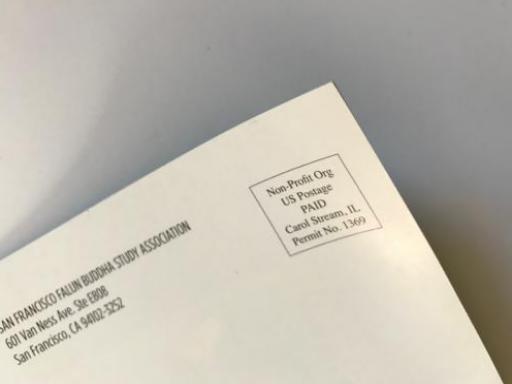 SAN FRANCISCO FALUN BUDDHA STUDY ASSOCIATION
601 Van Ness Ave. Ste E808
San Francisco, CA 94102-3252
Non-Profit Org
US Postage
PAID
Carol Stream, IL
Permit No. 1369